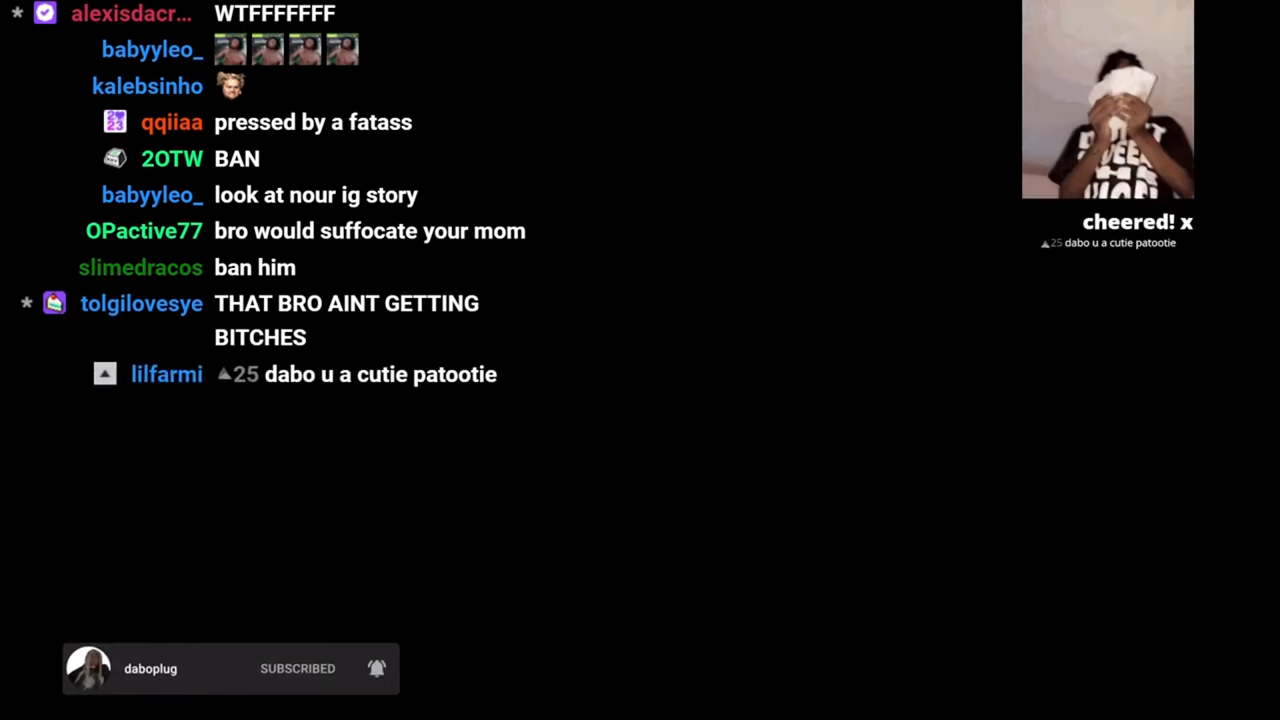 * alexisdacr... WTFFFFFFF
babyyleo_
kalebsinho
qqiiaa pressed by a fatass
2OTW BAN
babyyleo_ look at nour ig story
OPactive77 bro would suffocate your mom
slimedracos ban him
* tolgilovesye THAT BRO AINT GETTING
BITCHES
lilfarmi 25 dabo u a cutie patootie
cheered! x
25 dabo u a cutie patootie
daboplug SUBSCRIBED